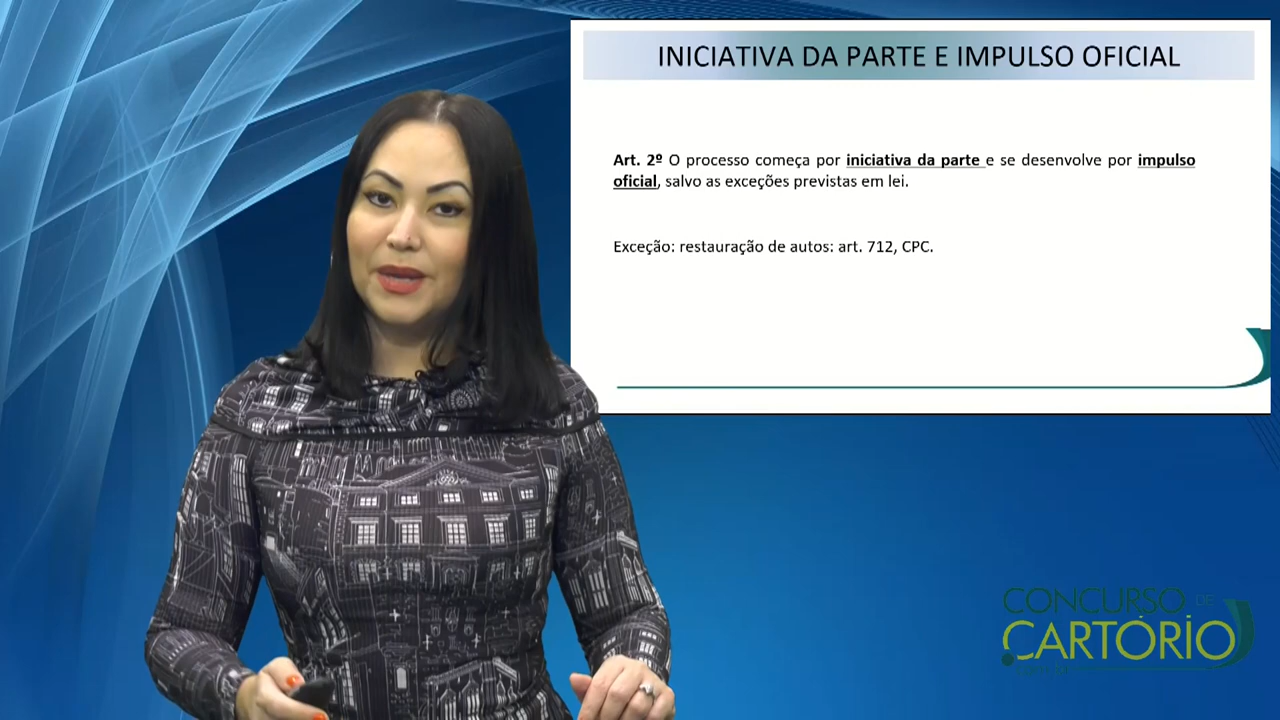 INICIATIVA DA PARTE E IMPULSO OFICIAL
Art. 2º O processo começa por iniciativa da parte e se desenvolve por impulso
oficial, salvo as exceções previstas em lei.
Exceção: restauração de autos: art. 712, CPC.
CONCURSO DE
CARTÓRIO